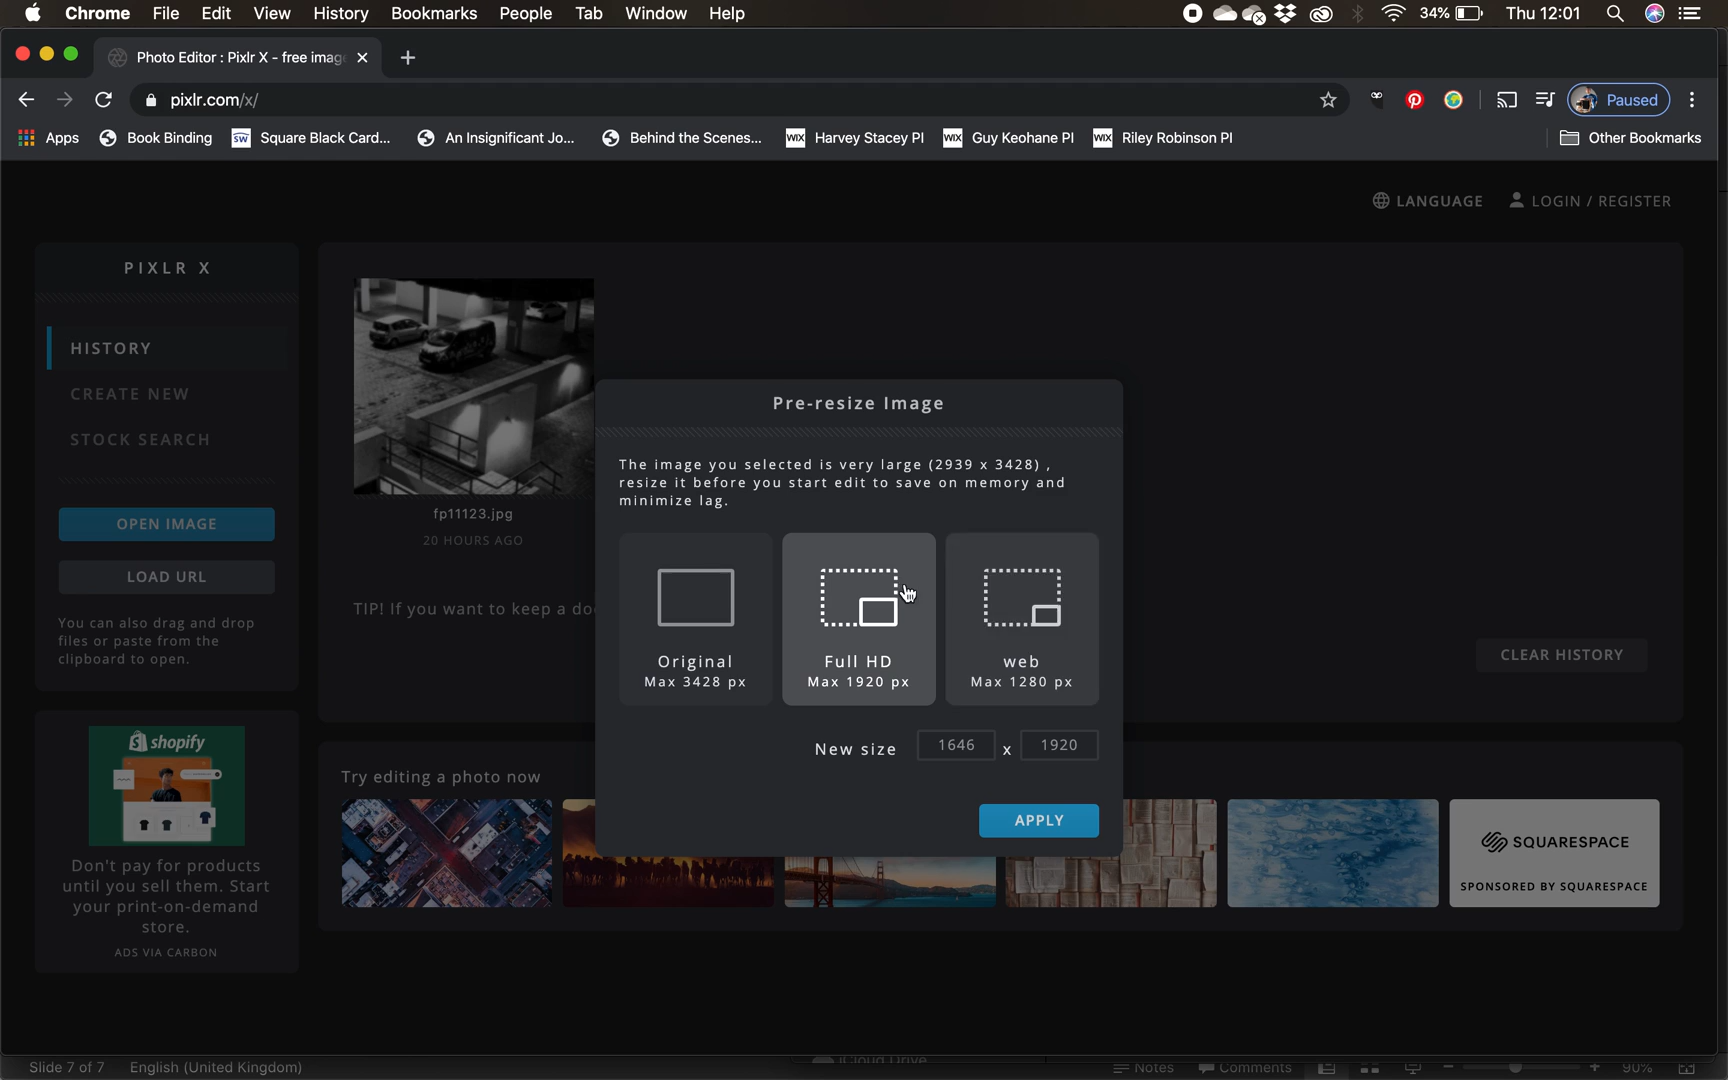 Chrome File Edit View History Bookmarks People Tab Window Help 34% Thu 12:01
Photo Editor : Pixlr X - free imag
pixlr.com/x/ Paused
Apps Book Binding sw Square Black Card... An Insignificant Jo... Behind the Scenes... WIX Harvey Stacey PI WIX Guy Keohane PI WIX Riley Robinson PI Other Bookmarks
LANGUAGE LOGIN / REGISTER
PIXLR X
HISTORY
CREATE NEW
STOCK SEARCH
OPEN IMAGE
LOAD URL
You can also drag and drop
files or paste from the
clipboard to open.
fp11123.jpg
20 HOURS AGO
TIP! If you want to keep a do
CLEAR HISTORY
Pre-resize Image
The image you selected is very large (2939 x 3428) ,
resize it before you start edit to save on memory and
minimize lag.
Original
Max 3428 px
Full HD
Max 1920 px
web
Max 1280 px
New size 1646 x 1920
APPLY
shopify
Don't pay for products
until you sell them. Start
your print-on-demand
store.
ADS VIA CARBON
Try editing a photo now
SQUARESPACE
SPONSORED BY SQUARESPACE
Slide 7 of 7 English (United Kingdom) iCloud Drive Notes Comments 90%